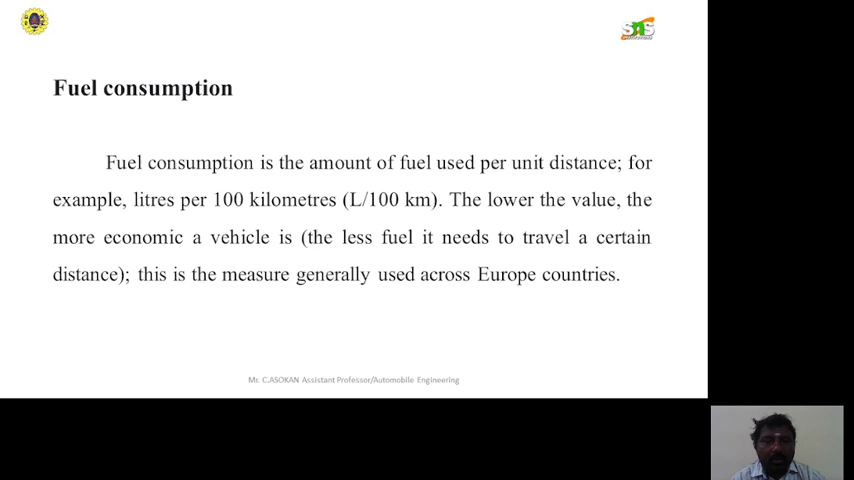 SNS
Fuel consumption
Fuel consumption is the amount of fuel used per unit distance; for
example, litres per 100 kilometres (L/100 km). The lower the value, the
more economic a vehicle is (the less fuel it needs to travel a certain
distance); this is the measure generally used across Europe countries.
Mr. C.ASOKAN Assistant Professor/Automobile Engineering